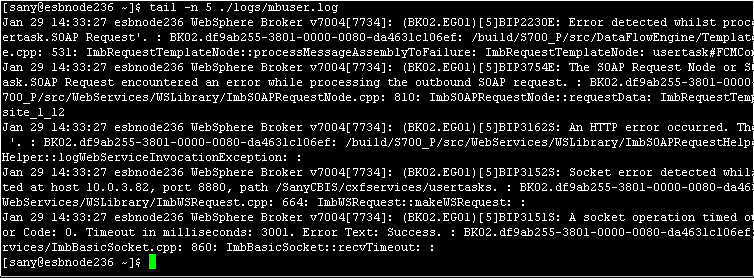 [sany@esbnode236 ~]$ tail -n 5 ./logs/mbuser.log
Jan 29 14:33:27 esbnode236 WebSphere Broker v7004[7734]: (BK02.EG01)[5]BIP2230E: Error detected whilst proc
ertask.SOAP Request'. : BK02.df9ab255-3801-0000-0080-da4631c106ef: /build/S700_P/src/DataFlowEngine/Templat
e.cpp: 531: ImbRequestTemplateNode::processMessageAssemblyToFailure: ImbRequestTemplateNode: usertask#FCMCo
Jan 29 14:33:27 esbnode236 WebSphere Broker v7004[7734]: (BK02.EG01)[5]BIP3754E: The SOAP Request Node or S
task.SOAP Request encountered an error while processing the outbound SOAP request. : BK02.df9ab255-3801-000
700_P/src/WebServices/WSLibrary/ImbSOAPRequestNode.cpp: 810: ImbSOAPRequestNode::requestData: ImbRequestTem
site_1_12
Jan 29 14:33:27 esbnode236 WebSphere Broker v7004[7734]: (BK02.EG01)[5]BIP3162S: An HTTP error occurred. Th
'. : BK02.df9ab255-3801-0000-0080-da4631c106ef: /build/S700_P/src/WebServices/WSLibrary/ImbSOAPRequestHelpe
Helper::logWebServiceInvocationException: :
Jan 29 14:33:27 esbnode236 WebSphere Broker v7004[7734]: (BK02.EG01)[5]BIP3152S: Socket error detected whil
ted at host 10.0.3.82, port 8880, path /SanyCBIS/cxfservices/usertasks. : BK02.df9ab255-3801-0000-0080-da46
WebServices/WSLibrary/ImbWSRequest.cpp: 664: ImbWSRequest::makeWSRequest: :
Jan 29 14:33:27 esbnode236 WebSphere Broker v7004[7734]: (BK02.EG01)[5]BIP3151S: A socket operation timed o
or Code: 0. Timeout in milliseconds: 3001. Error Text: Success. : BK02.df9ab255-3801-0000-0080-da4631c106ef
rvices/ImbBasicSocket.cpp: 860: ImbBasicSocket::recvTimeout: :
[sany@esbnode236 ~]$